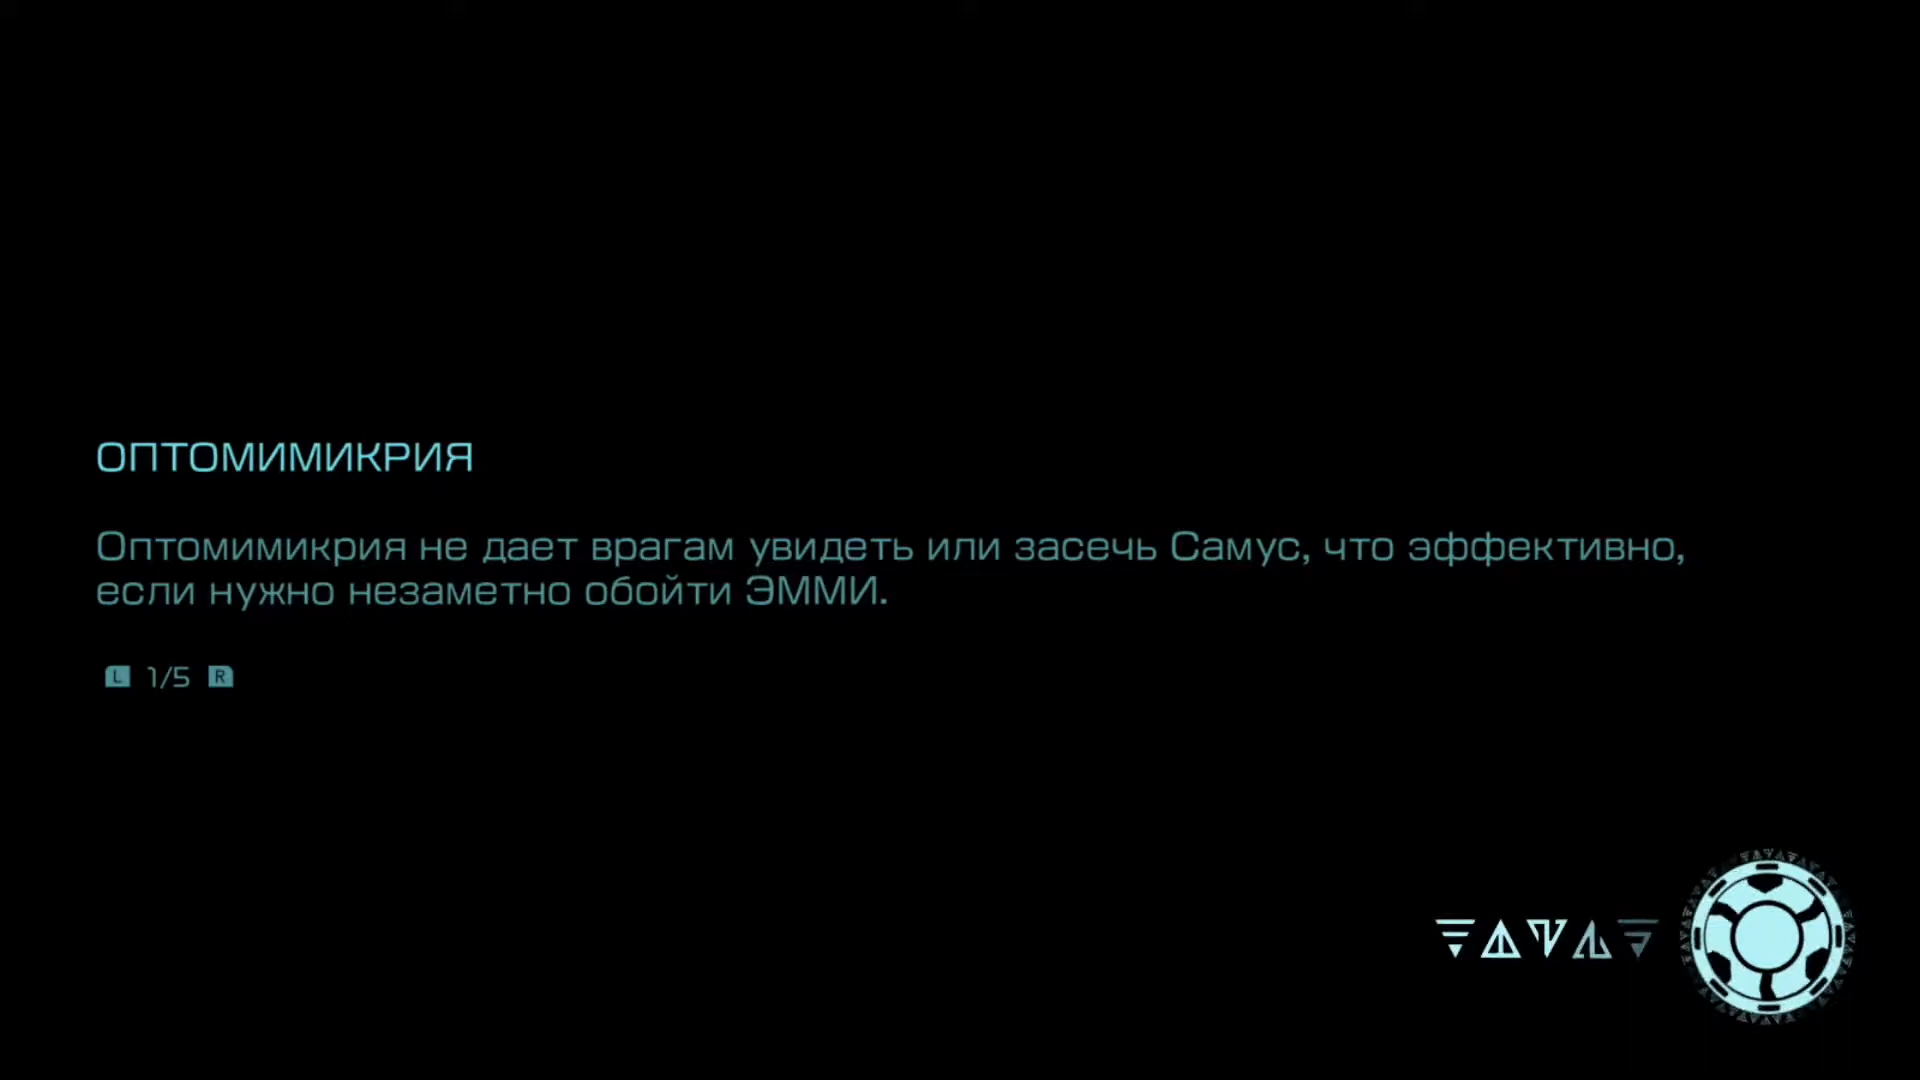 ОПТОМИМИКРИЯ
Оптомимикрия не дает врагам увидеть или засечь Самус, что эффективно,
если нужно незаметно обойти ЭММИ.
L 1/5 R